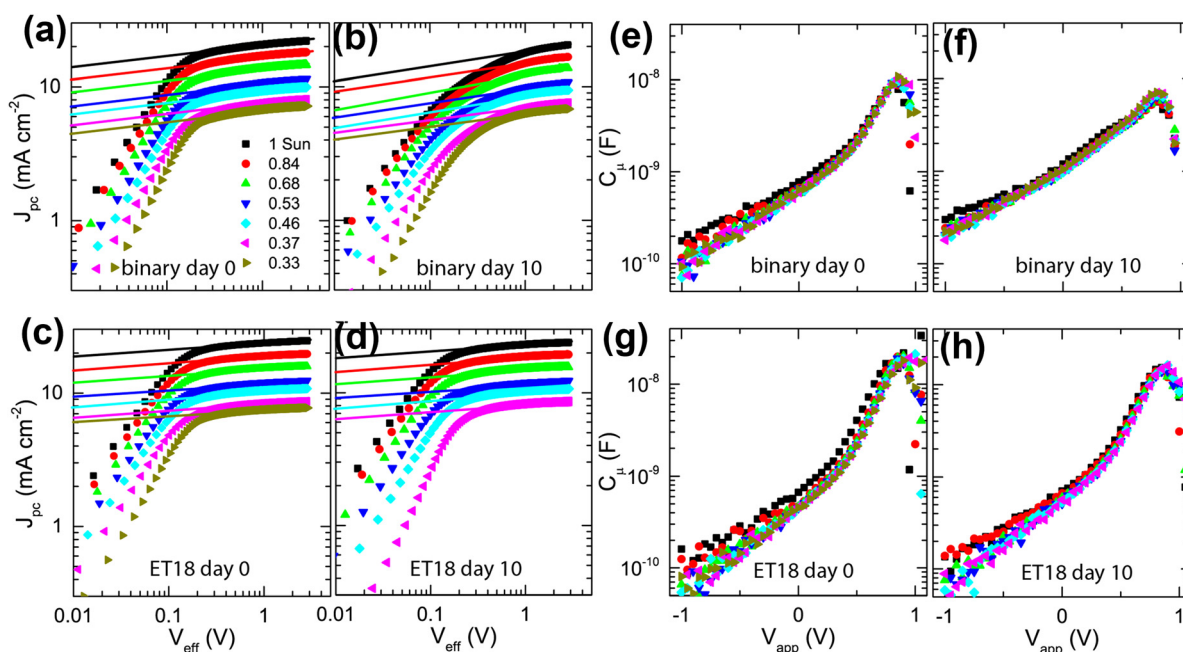 (a)
J_pc (mA cm⁻²)
10
1
1 Sun
0.84
0.68
0.53
0.46
0.37
0.33
binary day 0
(b)
binary day 10
(c)
J_pc (mA cm⁻²)
10
1
ET18 day 0
0.01
0.1
1
V_eff (V)
(d)
ET18 day 10
0.01
0.1
1
V_eff (V)
(e)
C_μ (F)
10⁻⁸
10⁻⁹
10⁻¹⁰
binary day 0
(f)
binary day 10
(g)
C_μ (F)
10⁻⁸
10⁻⁹
10⁻¹⁰
ET18 day 0
-1
0
1
V_app (V)
(h)
ET18 day 10
-1
0
1
V_app (V)